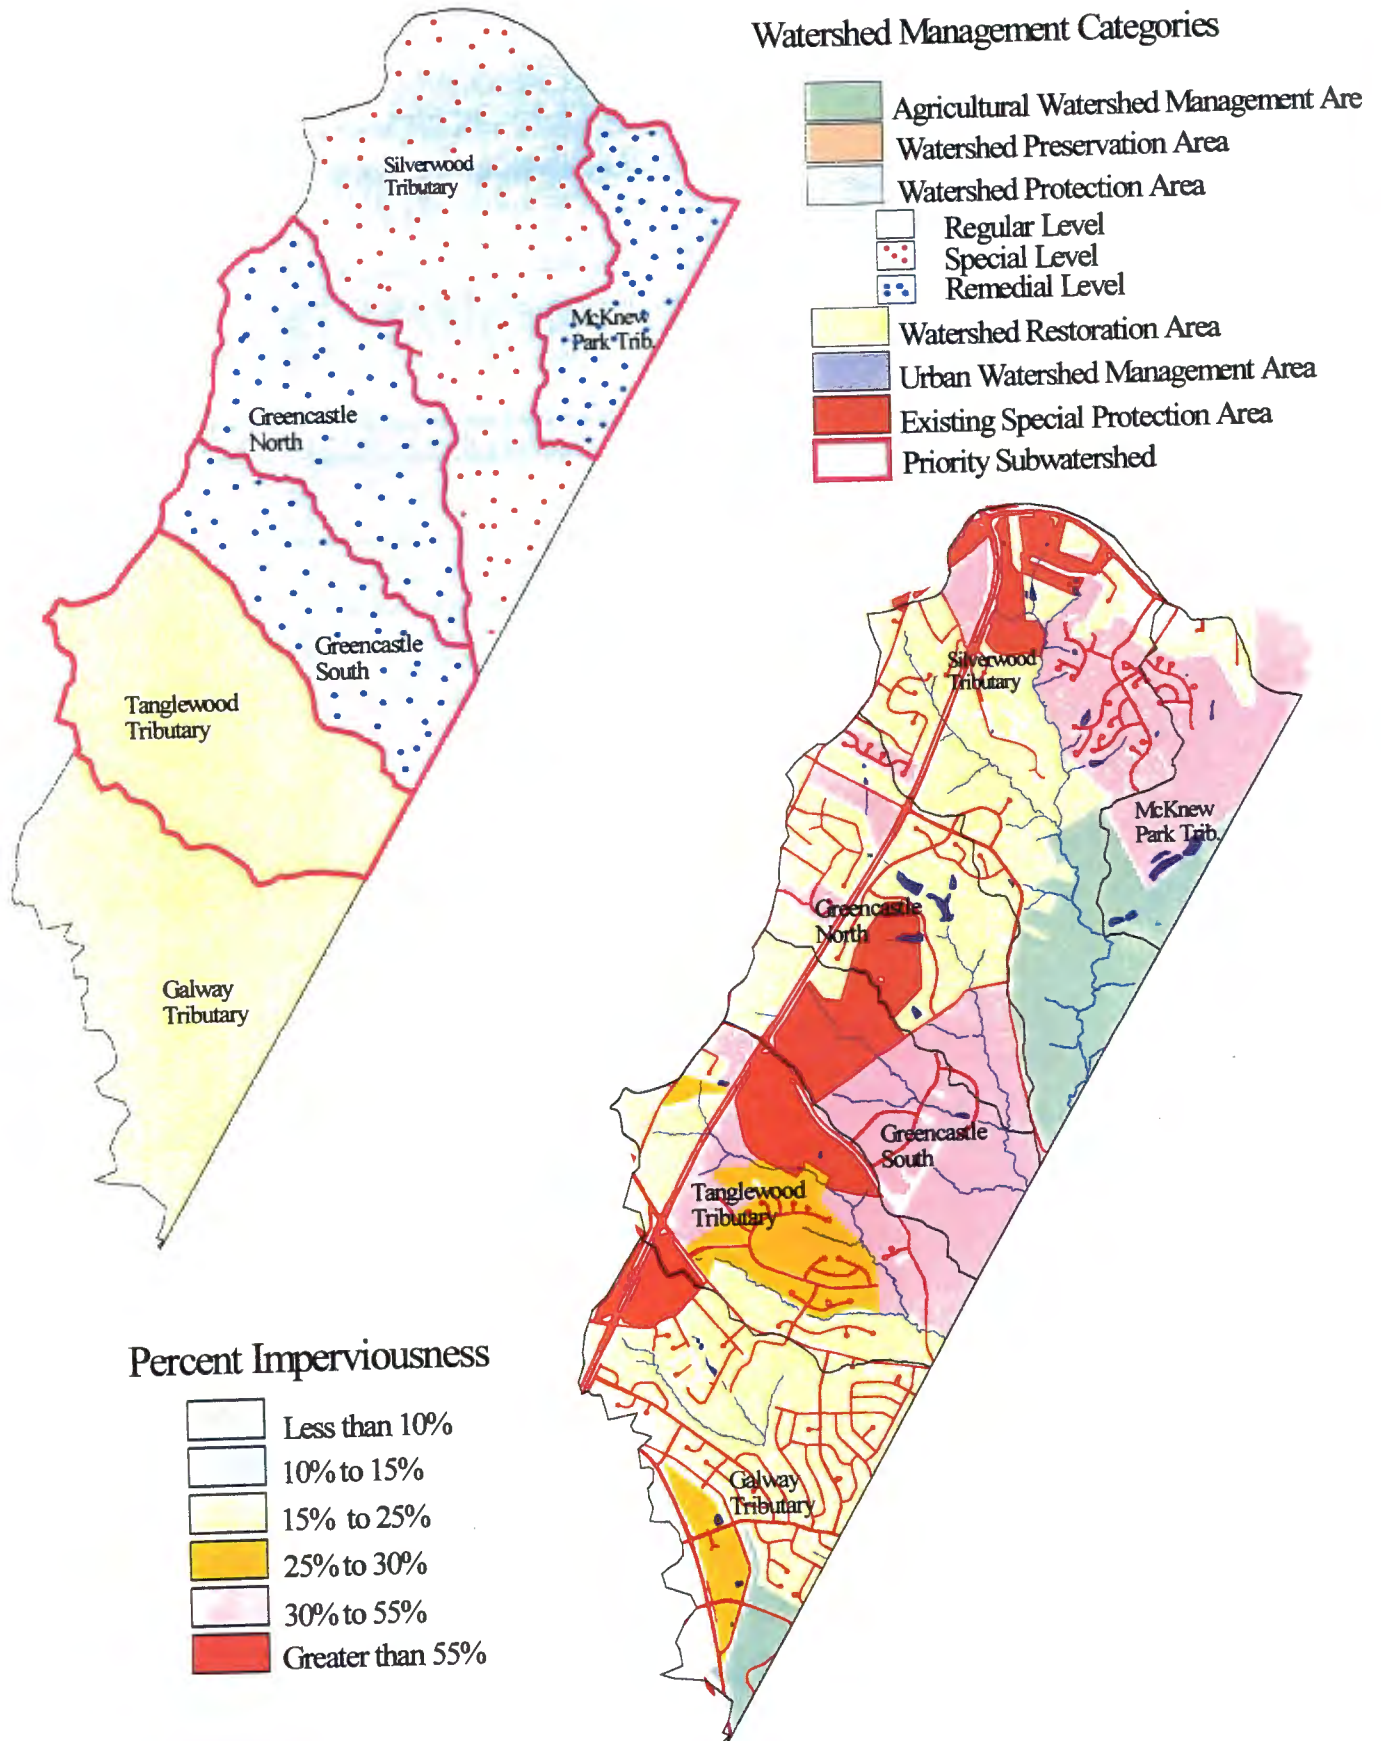 Watershed Management Categories
Agricultural Watershed Management Are
Watershed Preservation Area
Watershed Protection Area
Regular Level
Special Level
Remedial Level
Watershed Restoration Area
Urban Watershed Management Area
Existing Special Protection Area
Priority Subwatershed
Silverwood
Tributary
McKnew
Park Trib.
Greencastle
North
Greencastle
South
Tanglewood
Tributary
Galway
Tributary
Silverwood
Tributary
McKnew
Park Trib.
Greencastle
North
Greencastle
South
Tanglewood
Tributary
Galway
Tributary
Percent Imperviousness
Less than 10%
10% to 15%
15% to 25%
25% to 30%
30% to 55%
Greater than 55%